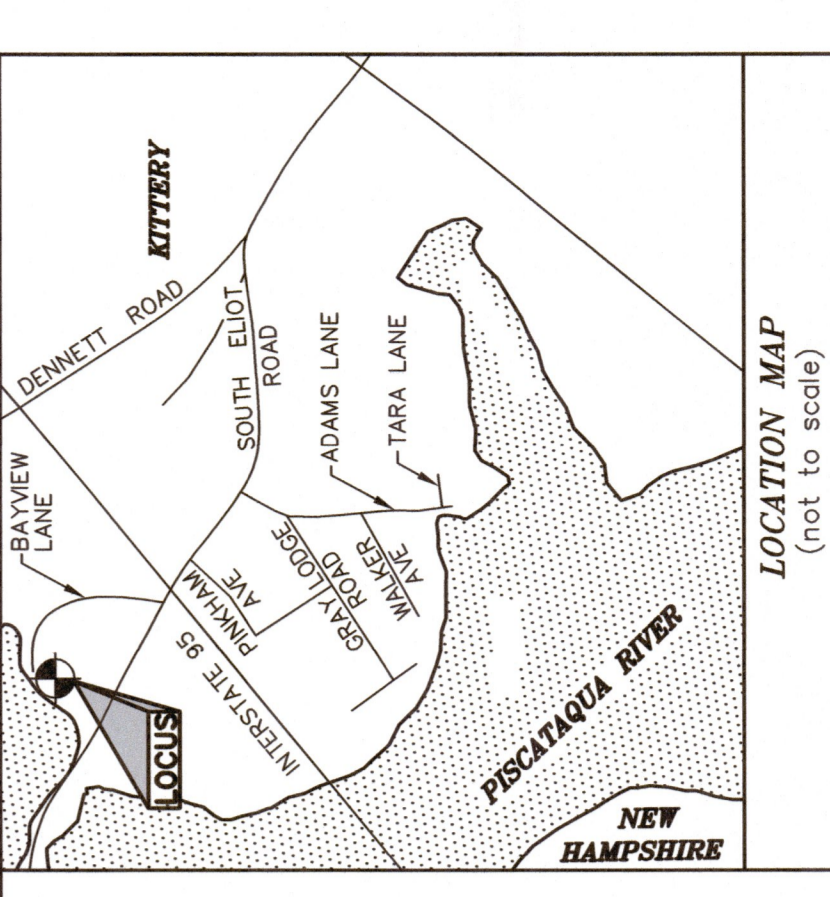 KITTERY
DENNETT ROAD
SOUTH ELIOT
ROAD
ADAMS LANE
TARA LANE
BAYVIEW
LANE
PINKHAM
AVE
GRAY LODGE
ROAD
WALKER
AVE
INTERSTATE 95
LOCUS
PISCATAQUA RIVER
NEW
HAMPSHIRE
LOCATION MAP
(not to scale)